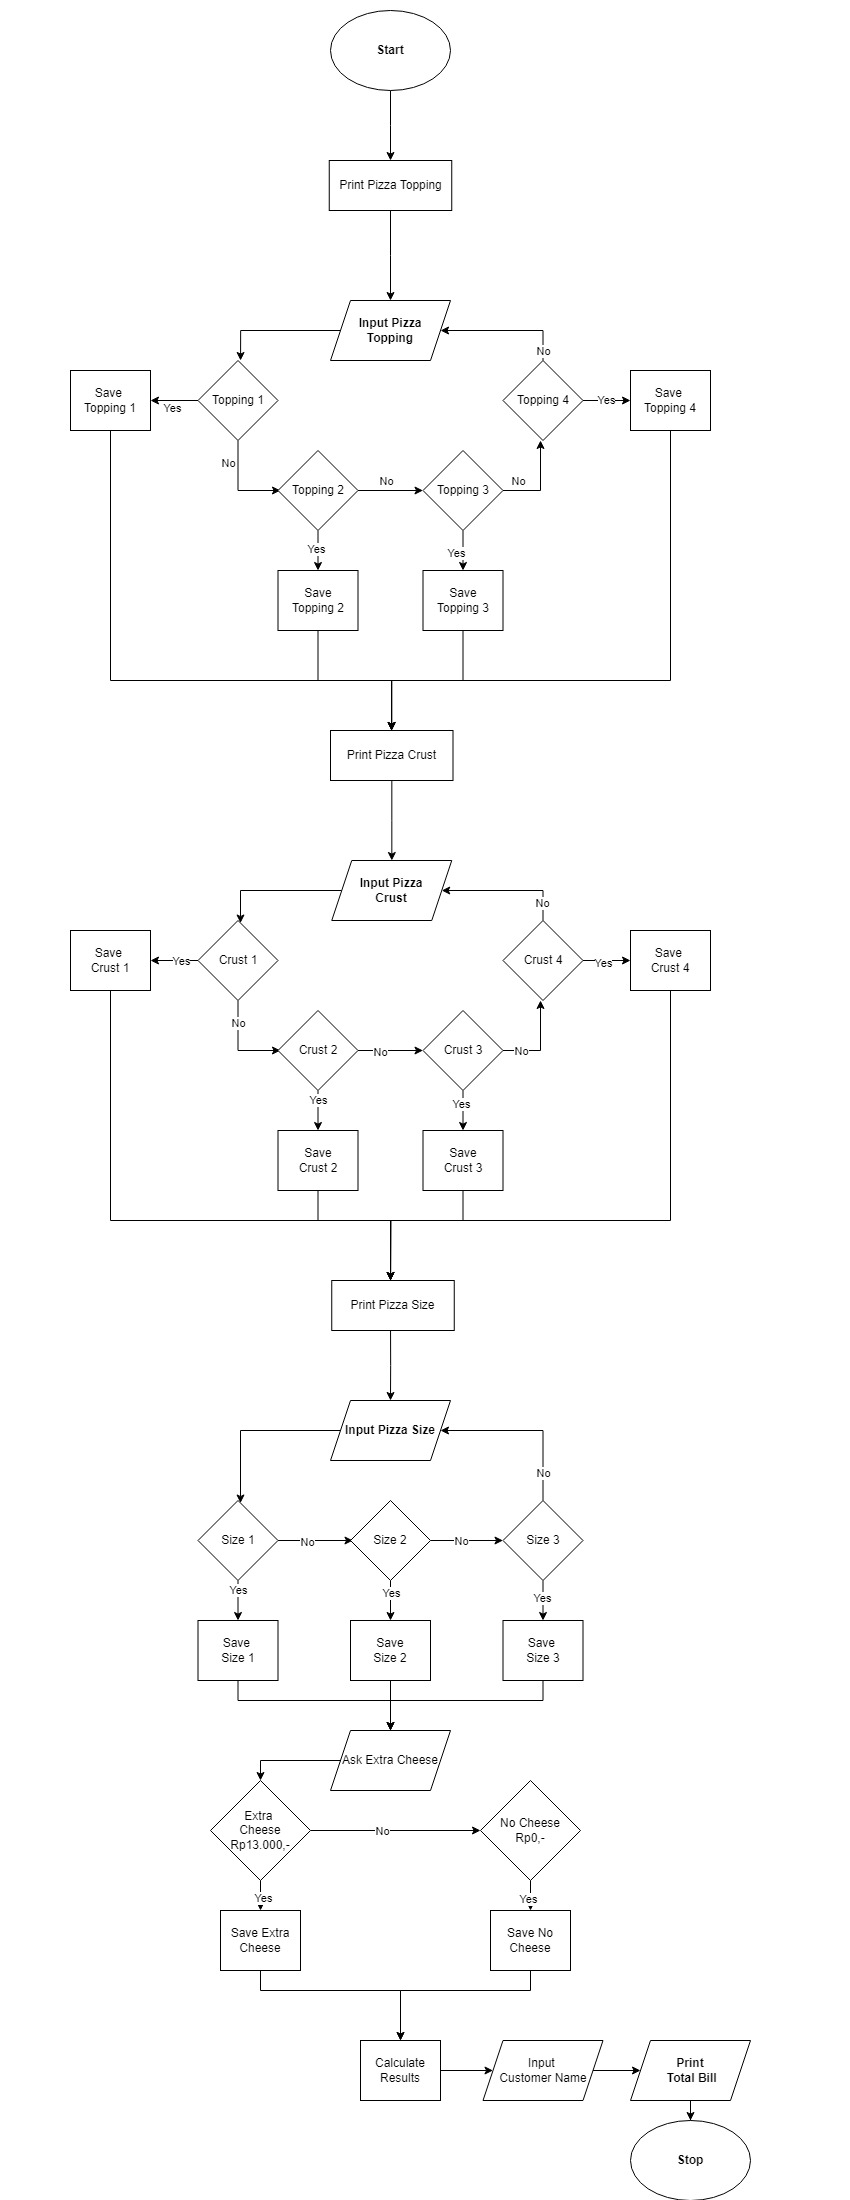 Start
Print Pizza Topping
Input Pizza
Topping
No
Save
Topping 1
Yes
Topping 1
Topping 4
Yes
Save
Topping 4
No
Topping 2
No
Topping 3
No
Yes
Yes
Save
Topping 2
Save
Topping 3
Print Pizza Crust
Input Pizza
Crust
No
Save
Crust 1
Yes
Crust 1
Crust 4
Yes
Save
Crust 4
No
Crust 2
No
Crust 3
No
Yes
Yes
Save
Crust 2
Save
Crust 3
Print Pizza Size
Input Pizza Size
No
Size 1
No
Size 2
No
Size 3
Yes
Yes
Yes
Save
Size 1
Save
Size 2
Save
Size 3
Ask Extra Cheese
Extra
Cheese
Rp13.000,-
No
No Cheese
Rp0,-
Yes
Yes
Save Extra
Cheese
Save No
Cheese
Calculate
Results
Input
Customer Name
Print
Total Bill
Stop